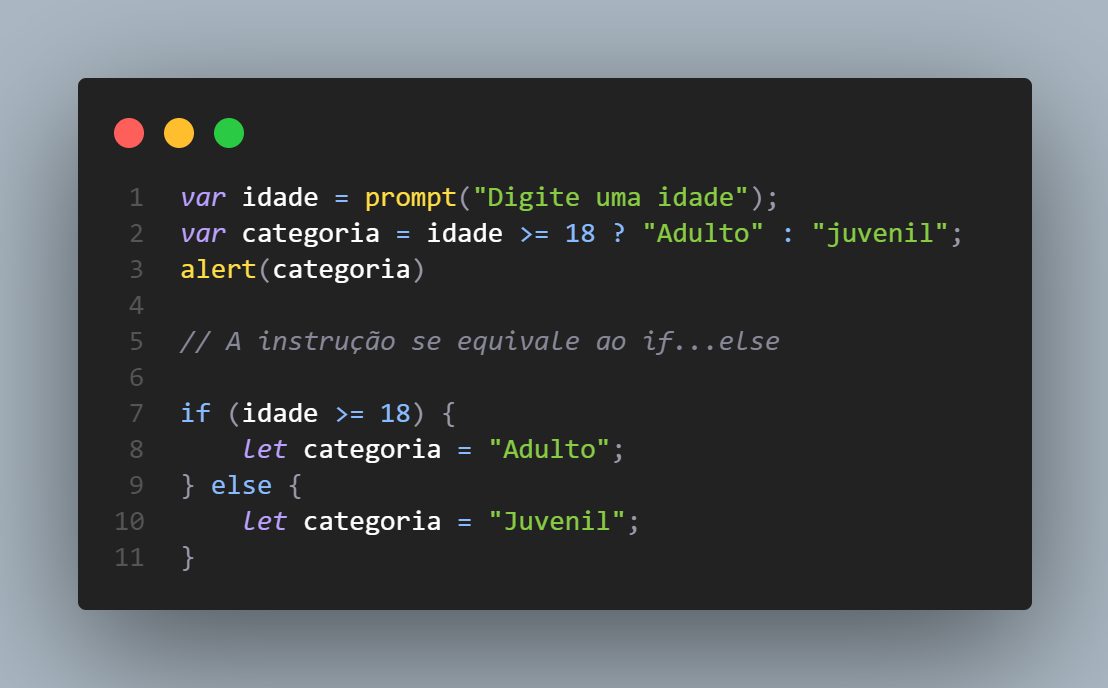 1 var idade = prompt("Digite uma idade");
2 var categoria = idade >= 18 ? "Adulto" : "juvenil";
3 alert(categoria)
4
5 // A instrução se equivale ao if...else
6
7 if (idade >= 18) {
8     let categoria = "Adulto";
9 } else {
10     let categoria = "Juvenil";
11 }